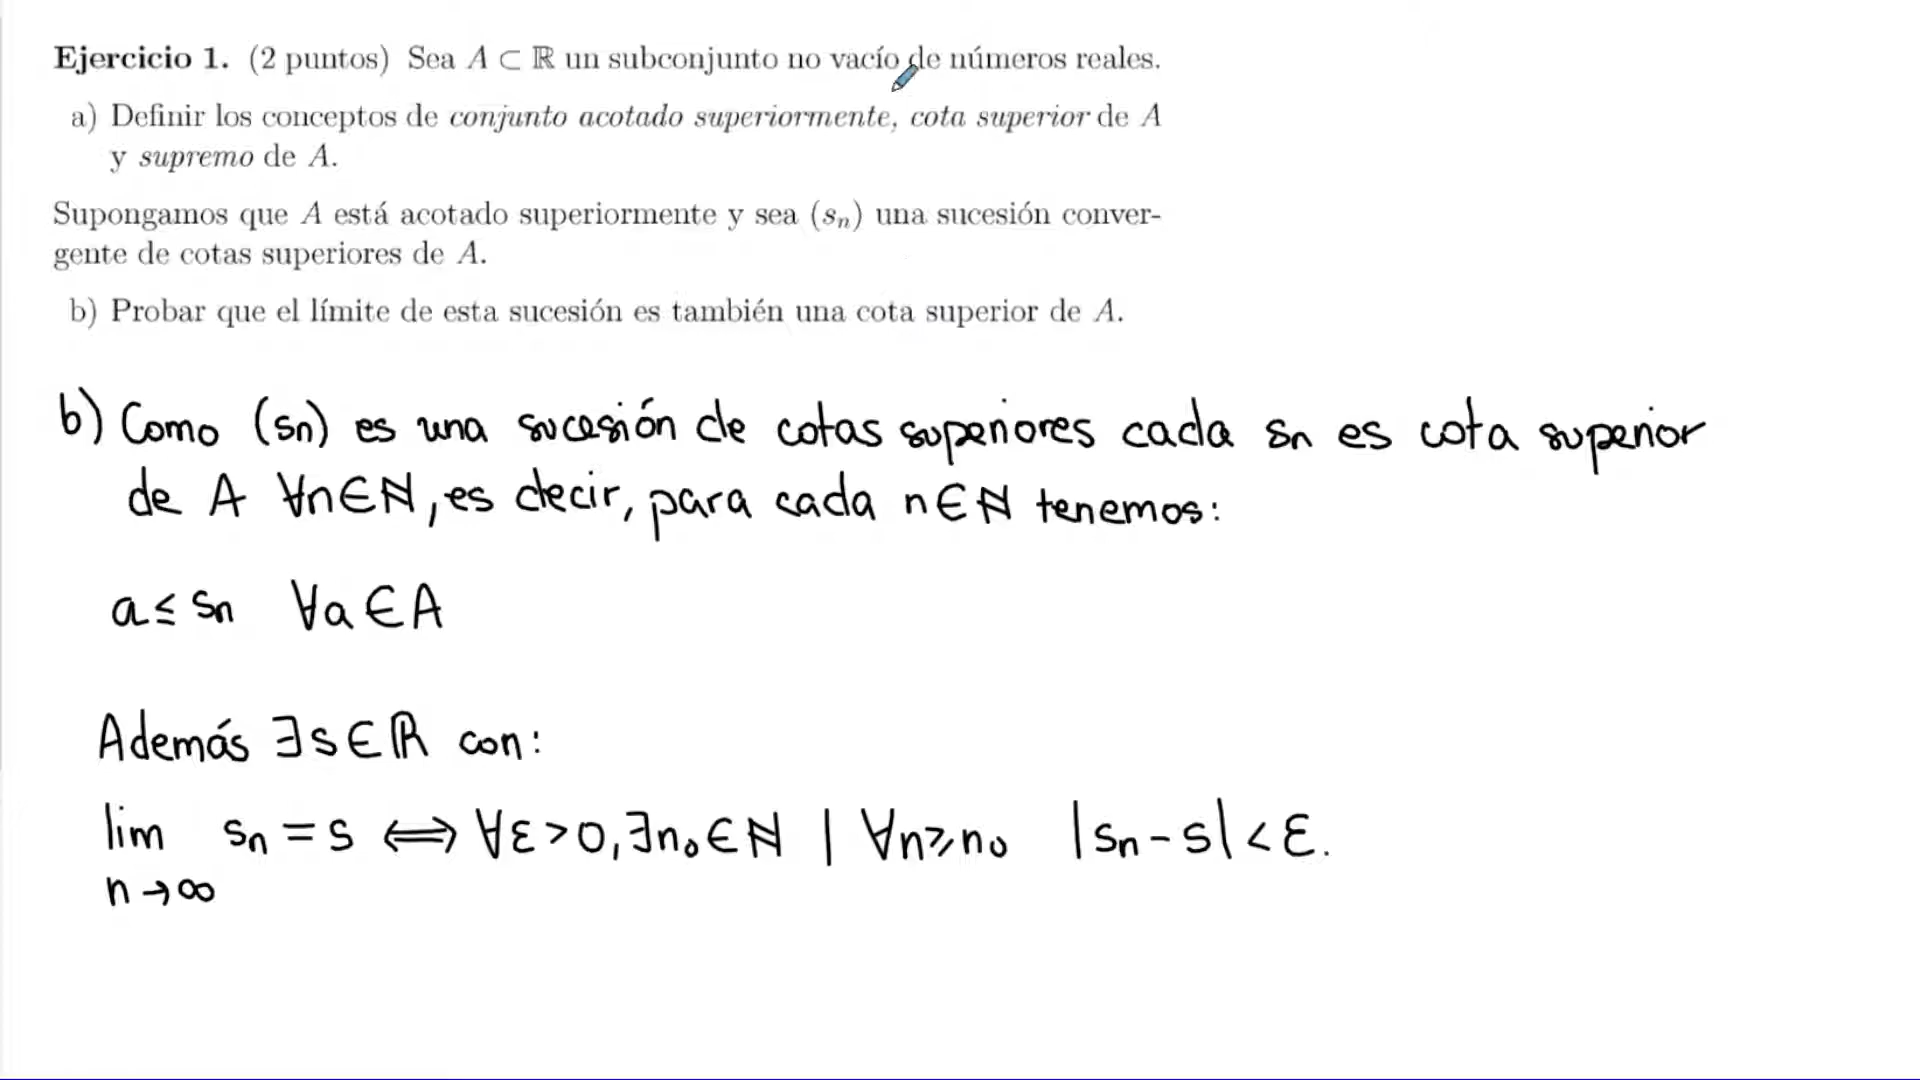 Ejercicio 1. (2 puntos) Sea A ⊂ ℝ un subconjunto no vacío de números reales.
a) Definir los conceptos de conjunto acotado superiormente, cota superior de A
y supremo de A.
Supongamos que A está acotado superiormente y sea (sₙ) una sucesión conver-
gente de cotas superiores de A.
b) Probar que el límite de esta sucesión es también una cota superior de A.
b) Como (sn) es una sucesión de cotas superiores cada sn es cota superior
de A ∀n∈ℕ, es decir, para cada n∈ℕ tenemos:
a ≤ sn ∀a∈A
Además ∃s∈ℝ con:
lim sₙ = s ⟺ ∀ε>0, ∃n₀∈ℕ | ∀n⩾n₀ |sₙ - s| < ε.
n→∞